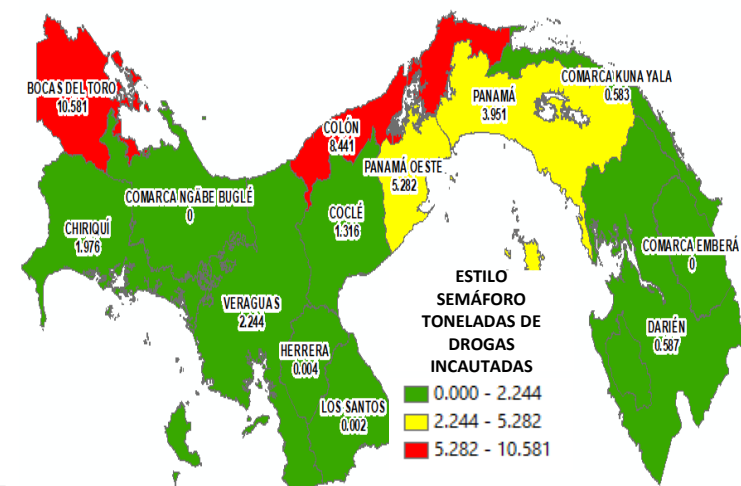 BOCAS DEL TORO
10.581
COLÓN
8.441
PANAMÁ
3.951
COMARCA KUNA YALA
0.583
PANAMÁ OESTE
5.282
COMARCA NGÄBE BUGLÉ
0
COCLÉ
1.316
CHIRIQUÍ
1.976
COMARCA EMBERÁ
0
VERAGUAS
2.244
HERRERA
0.004
LOS SANTOS
0.002
DARIÉN
0.587
ESTILO
SEMÁFORO
TONELADAS DE
DROGAS
INCAUTADAS
0.000 - 2.244
2.244 - 5.282
5.282 - 10.581